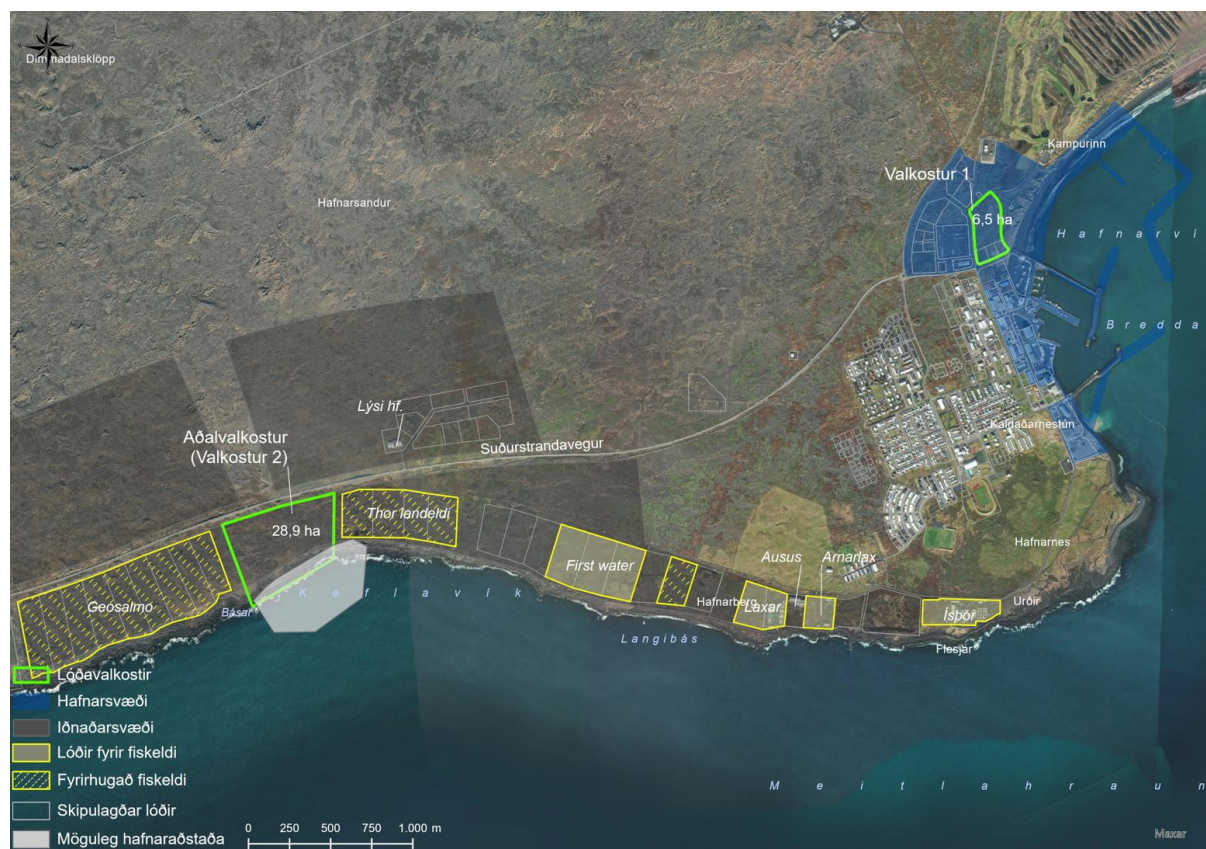 Dimmadalsklöpp
Kampurinn
Valkostur 1
Hafnarsandur
6,5 ha
Hafnarví
Bredda
Lýsi hf.
Aðalvalkostur
(Valkostur 2)
Suðurstrandavegur
Kaldaðarnestún
Thor landeldi
28,9 ha
Hafnarnes
First water
Ausus
Arnarlax
Keflavík
Geosalmo
Básar
Hafnarberg
Laxar.
Urðir
Ísþór
Langibás
Flesjar
Lóðavalkostir
Hafnarsvæði
Iðnaðarsvæði
Lóðir fyrir fiskeldi
Fyrirhugað fiskeldi
Meitlahraun
Skipulagðar lóðir
0 250 500 750 1.000 m
Möguleg hafnaraðstaða
Maxar